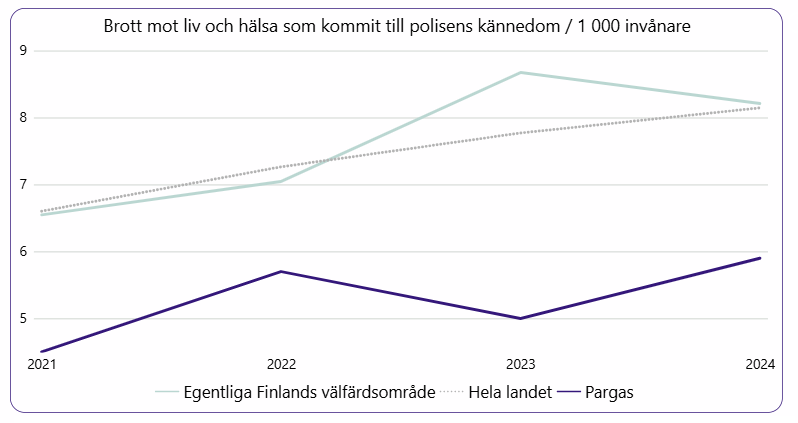 Brott mot liv och hälsa som kommit till polisens kännedom / 1 000 invånare
9
8
7
6
5
2021 2022 2023 2024
Egentliga Finlands välfärdsområde Hela landet Pargas